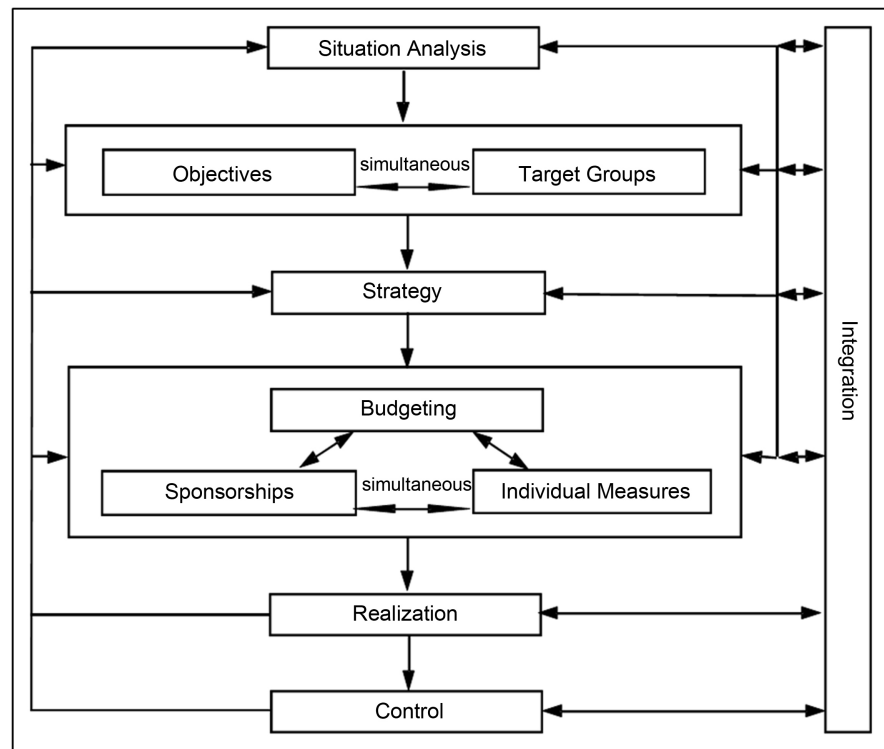 Situation Analysis
simultaneous
Objectives
Target Groups
Strategy
Integration
Budgeting
simultaneous
Sponsorships
Individual Measures
Realization
Control